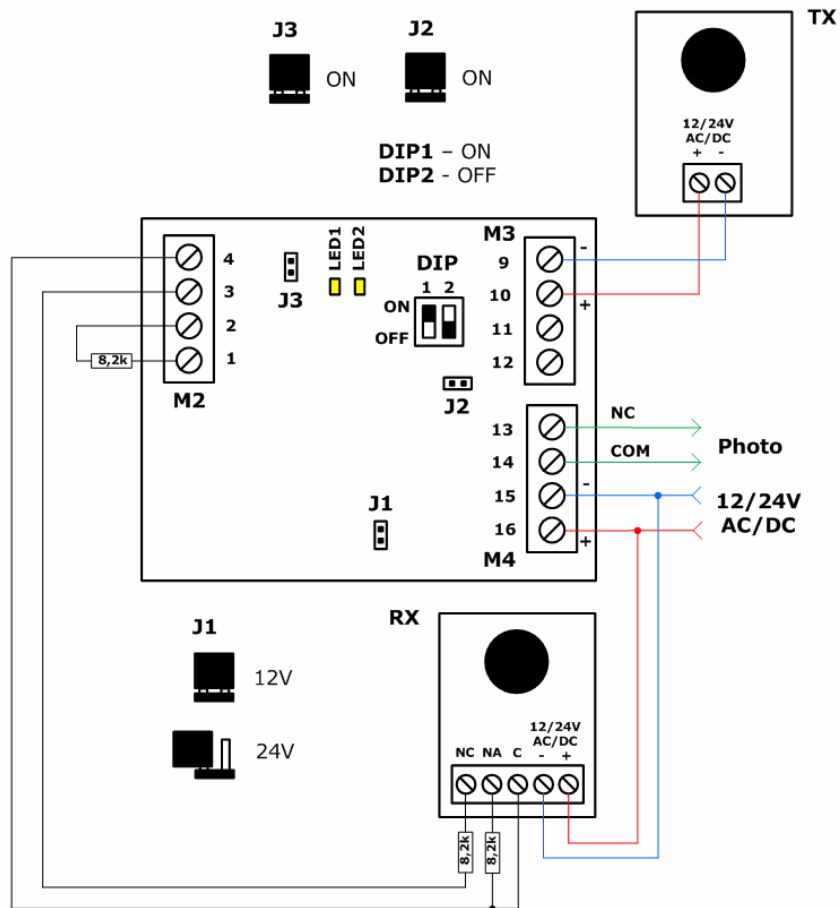 TX
J3
J2
ON
ON
12/24V
AC/DC
+ -
DIP1 – ON
DIP2 - OFF
LED1
LED2
M3
-
4
9
3
J3
DIP
10
+
1 2
ON
2
11
OFF
8,2k
1
12
M2
J2
13
NC
14
COM
Photo
-
J1
15
12/24V
16
AC/DC
+
M4
RX
J1
12V
24V
12/24V
AC/DC
NC NA C - +
8,2k
8,2k